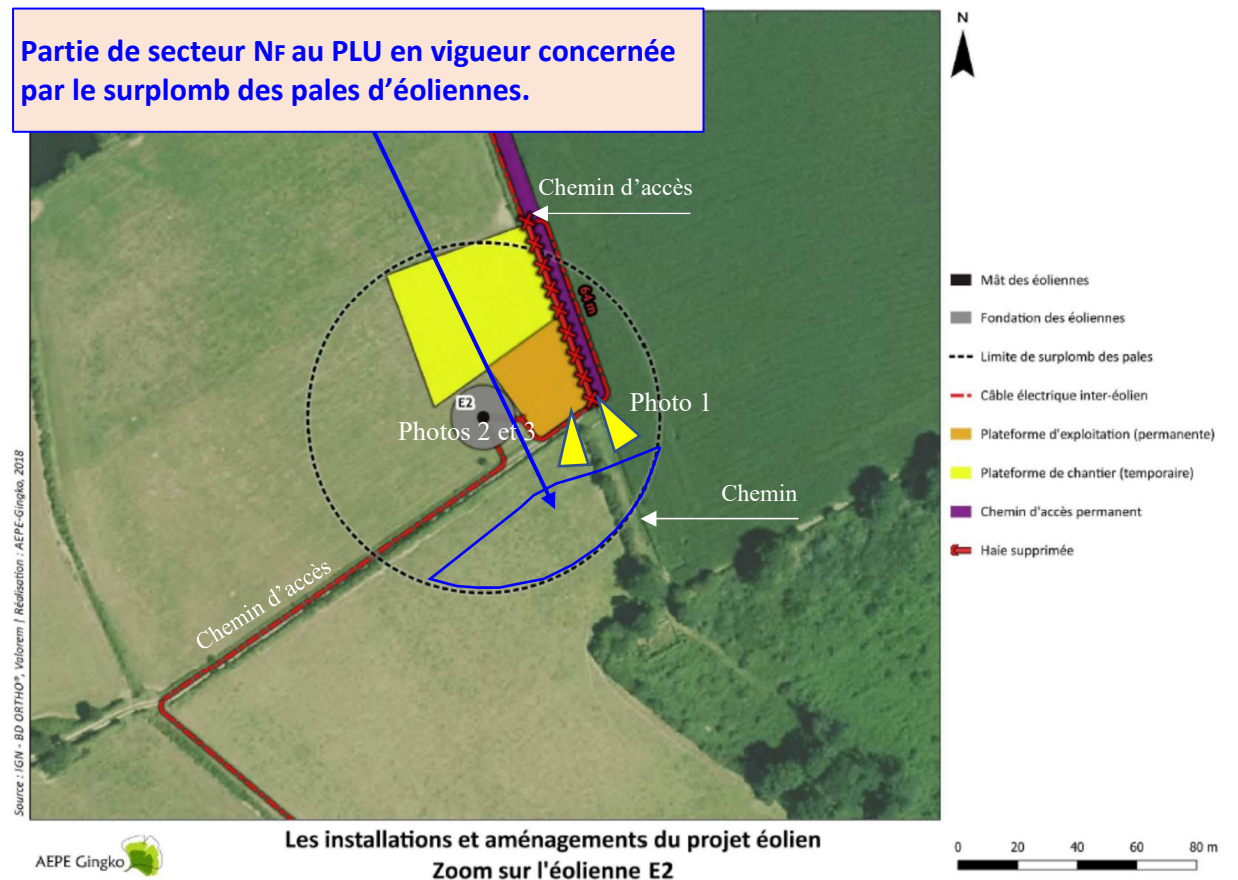 Partie de secteur NF au PLU en vigueur concernée
par le surplomb des pales d’éoliennes.
N
Chemin d’accès
64 m
E2
Photo 1
Photos 2 et 3
Chemin
Chemin d’accès
Mât des éoliennes
Fondation des éoliennes
Limite de surplomb des pales
Câble électrique inter-éolien
Plateforme d'exploitation (permanente)
Plateforme de chantier (temporaire)
Chemin d'accès permanent
Haie supprimée
Source : IGN - BD ORTHO®, Valorem | Réalisation : AEPE-Gingko, 2018
AEPE Gingko
Les installations et aménagements du projet éolien
Zoom sur l'éolienne E2
0 20 40 60 80 m